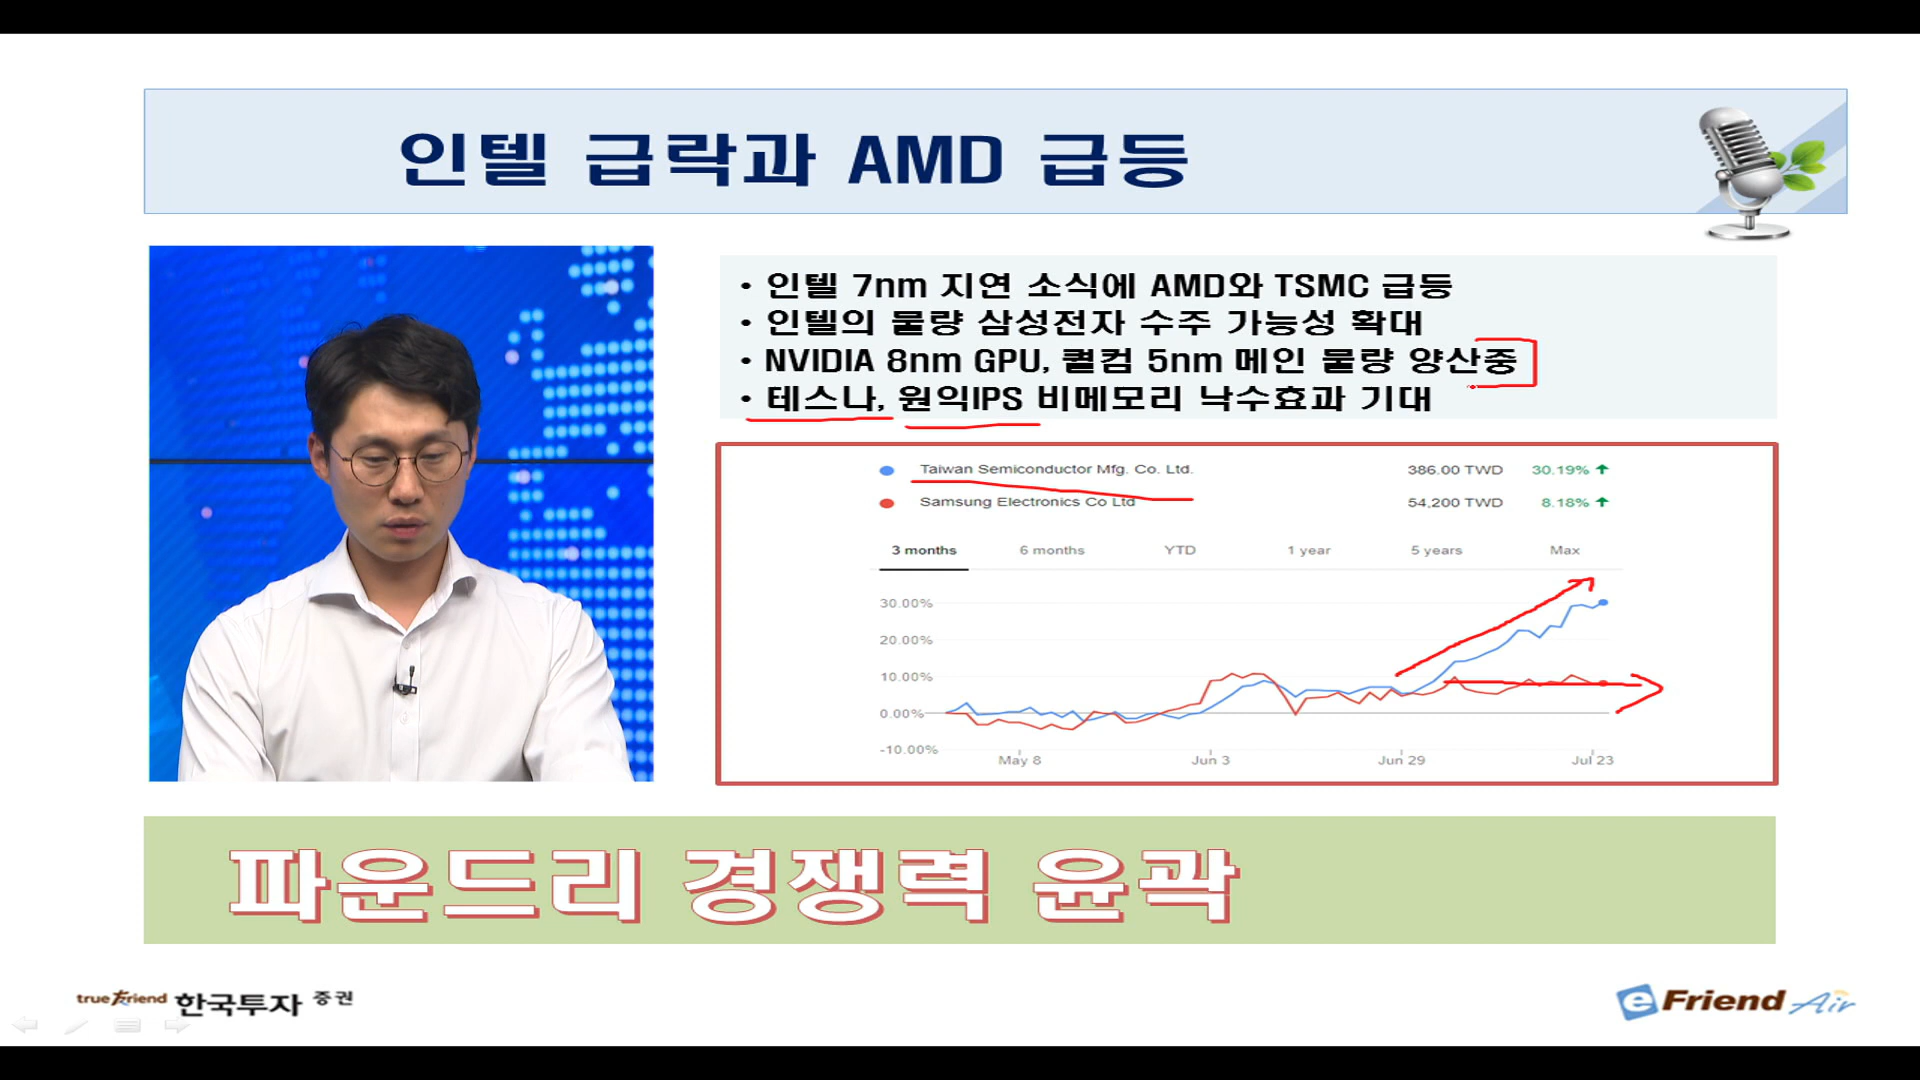 인텔 급락과 AMD 급등
• 인텔 7nm 지연 소식에 AMD와 TSMC 급등
• 인텔의 물량 삼성전자 수주 가능성 확대
• NVIDIA 8nm GPU, 퀄컴 5nm 메인 물량 양산중
• 테스나, 원익IPS 비메모리 낙수효과 기대
Taiwan Semiconductor Mfg. Co. Ltd. 386.00 TWD 30.19% ↑
Samsung Electronics Co Ltd 54,200 TWD 8.18% ↑
3 months 6 months YTD 1 year 5 years Max
30.00%
20.00%
10.00%
0.00%
-10.00%
May 8 Jun 3 Jun 29 Jul 23
파운드리 경쟁력 윤곽
true Friend 한국투자 증권
eFriend Air